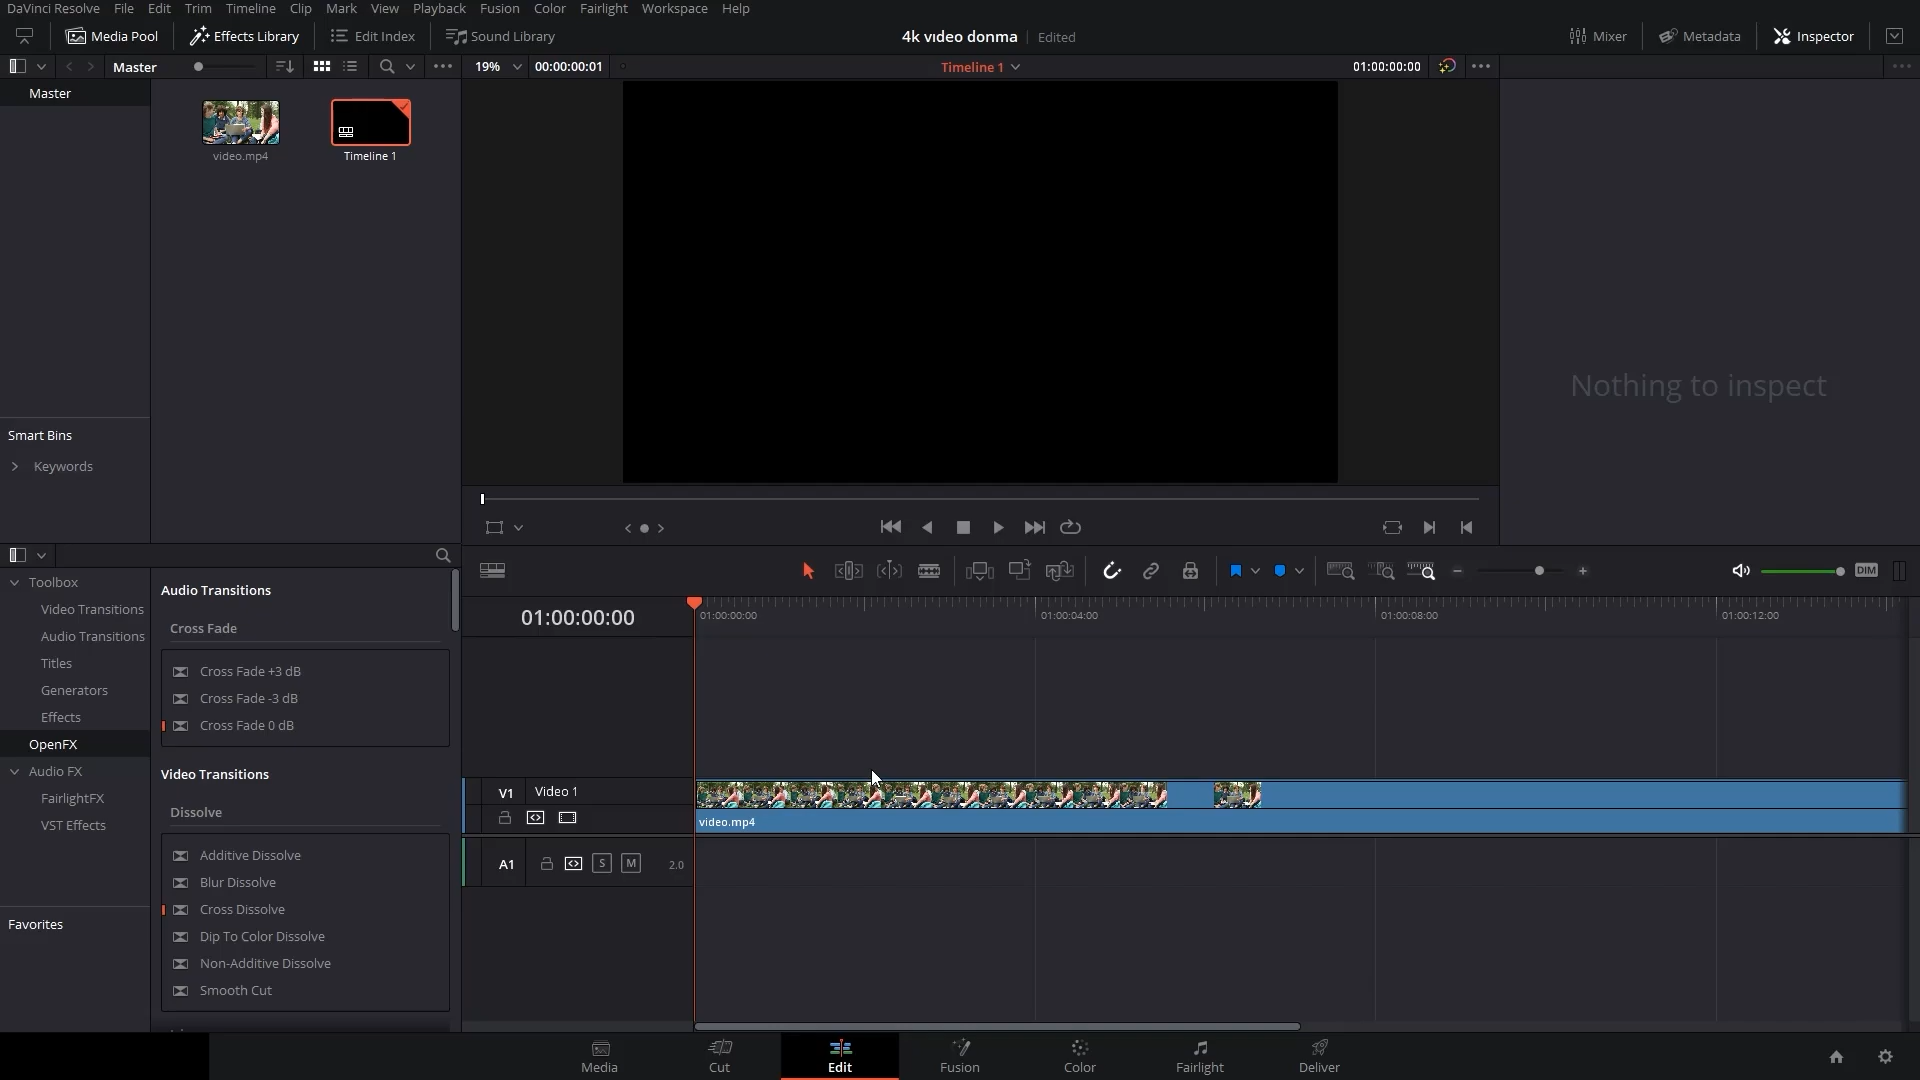 DaVinci Resolve File Edit Trim Timeline Clip Mark View Playback Fusion Color Fairlight Workspace Help
Media Pool Effects Library Edit Index Sound Library 4k vıdeo donma Edited Mixer Metadata Inspector
Master 19% 00:00:00:01 Timeline 1 01:00:00:00
Master
video.mp4 Timeline 1
Nothing to inspect
Smart Bins
Keywords
Toolbox
Video Transitions
Audio Transitions
Titles
Generators
Effects
OpenFX
Audio FX
FairlightFX
VST Effects
Favorites
Audio Transitions
Cross Fade
Cross Fade +3 dB
Cross Fade -3 dB
Cross Fade 0 dB
Video Transitions
Dissolve
Additive Dissolve
Blur Dissolve
Cross Dissolve
Dip To Color Dissolve
Non-Additive Dissolve
Smooth Cut
DIM
01:00:00:00 01:00:00:00 01:00:04:00 01:00:08:00 01:00:12:00
V1 Video 1
video.mp4
A1 S M 2.0
Media Cut Edit Fusion Color Fairlight Deliver